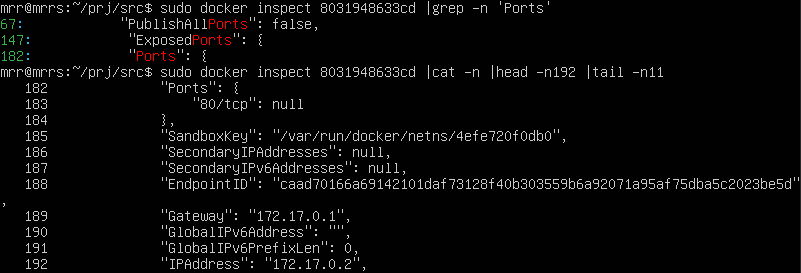 mrr@mrrs:~/prj/src$ sudo docker inspect 8031948633cd |grep -n 'Ports'
67:            "PublishAllPorts": false,
147:            "ExposedPorts": {
182:            "Ports": {
mrr@mrrs:~/prj/src$ sudo docker inspect 8031948633cd |cat -n |head -n192 |tail -n11
   182              "Ports": {
   183                  "80/tcp": null
   184              },
   185              "SandboxKey": "/var/run/docker/netns/4efe720f0db0",
   186              "SecondaryIPAddresses": null,
   187              "SecondaryIPv6Addresses": null,
   188              "EndpointID": "caad70166a69142101daf73128f40b303559b6a92071a95af75dba5c2023be5d"
,
   189              "Gateway": "172.17.0.1",
   190              "GlobalIPv6Address": "",
   191              "GlobalIPv6PrefixLen": 0,
   192              "IPAddress": "172.17.0.2",